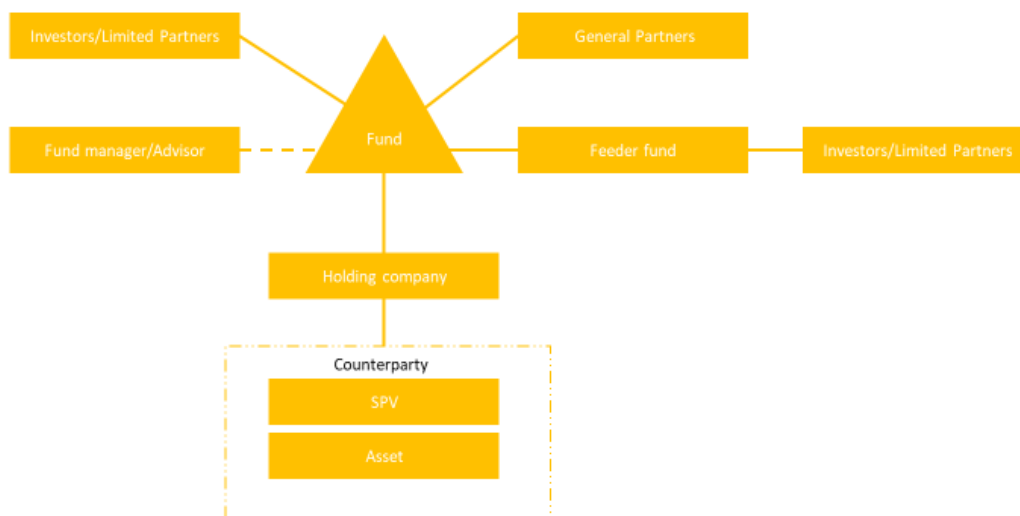 Investors/Limited Partners
General Partners
Fund manager/Advisor
Fund
Feeder fund
Investors/Limited Partners
Holding company
Counterparty
SPV
Asset